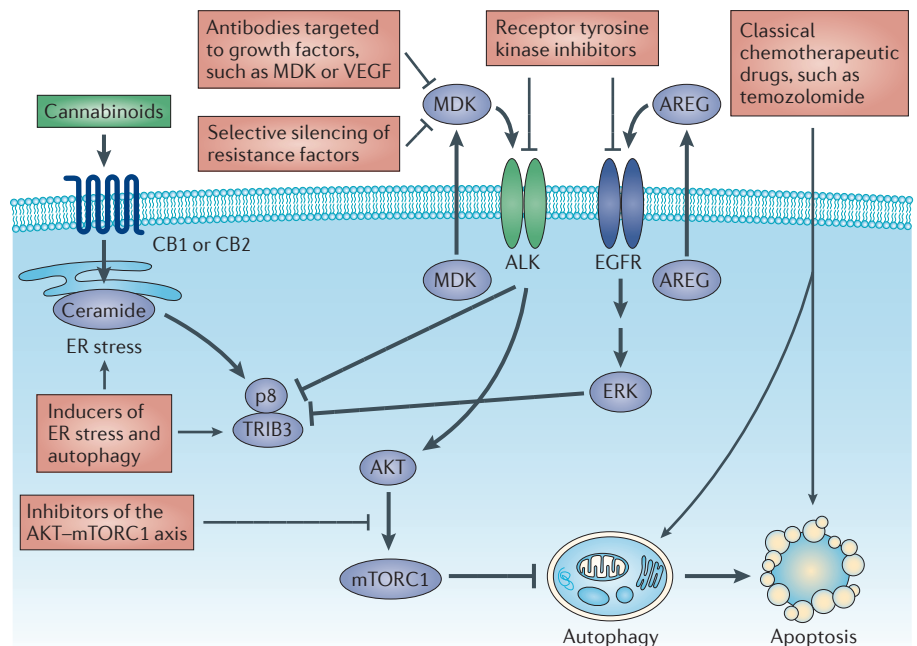 Antibodies targeted
to growth factors,
such as MDK or VEGF
Receptor tyrosine
kinase inhibitors
Classical
chemotherapeutic
drugs, such as
temozolomide
Cannabinoids
Selective silencing of
resistance factors
MDK
AREG
CB1 or CB2
ALK
EGFR
MDK
AREG
Ceramide
ER stress
p8
TRIB3
ERK
Inducers of
ER stress and
autophagy
AKT
Inhibitors of the
AKT–mTORC1 axis
mTORC1
Autophagy
Apoptosis